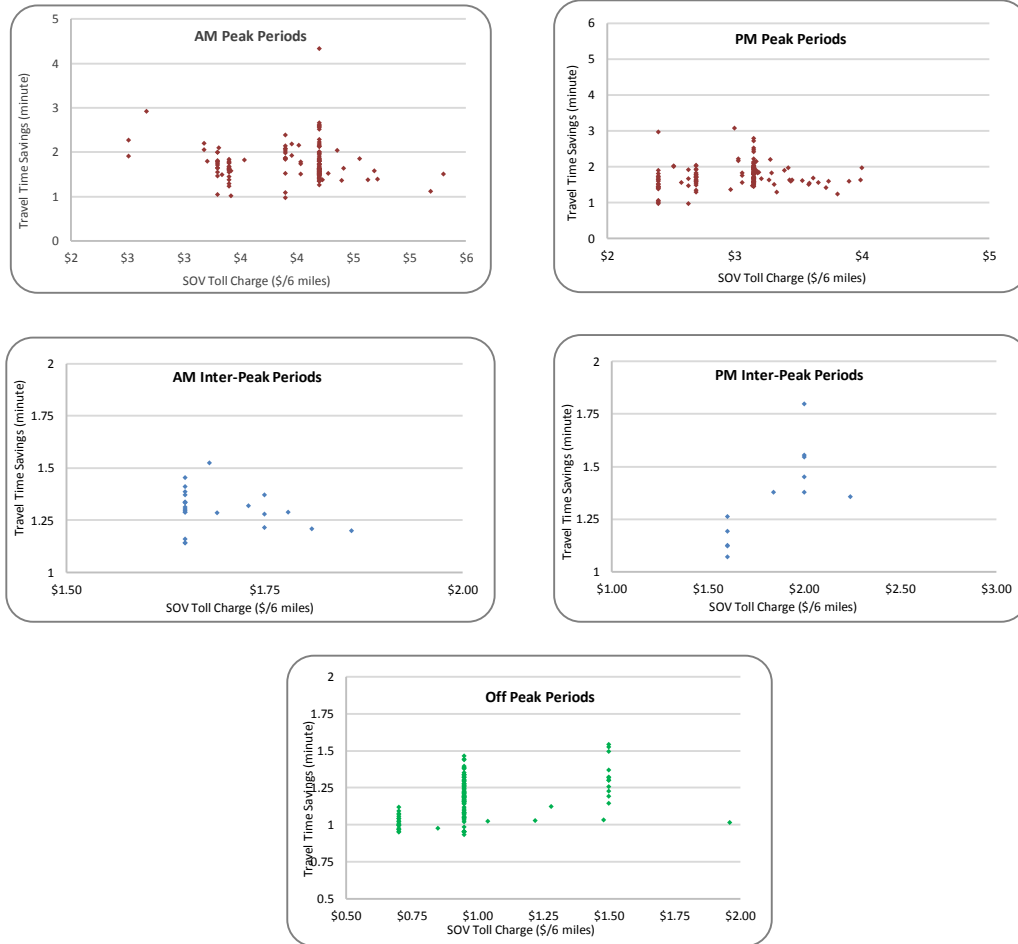 AM Peak Periods
Travel Time Savings (minute)
5
4
3
2
1
0
$2 $3 $3 $4 $4 $5 $5 $6
SOV Toll Charge ($/6 miles)
PM Peak Periods
Travel Time Savings (minute)
6
5
4
3
2
1
0
$2 $3 $4 $5
SOV Toll Charge ($/6 miles)
AM Inter-Peak Periods
Travel Time Savings (minute)
2
1.75
1.5
1.25
1
$1.50 $1.75 $2.00
SOV Toll Charge ($/6 miles)
PM Inter-Peak Periods
Travel Time Savings (minute)
2
1.75
1.5
1.25
1
$1.00 $1.50 $2.00 $2.50 $3.00
SOV Toll Charge ($/6 miles)
Off Peak Periods
Travel Time Savings (minute)
2
1.75
1.5
1.25
1
0.75
0.5
$0.50 $0.75 $1.00 $1.25 $1.50 $1.75 $2.00
SOV Toll Charge ($/6 miles)